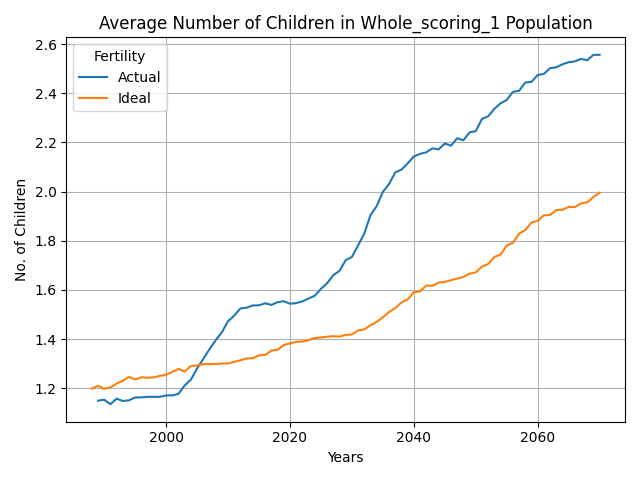 Average Number of Children in Whole_scoring_1 Population
Fertility
Actual
Ideal
No. of Children
2.6
2.4
2.2
2.0
1.8
1.6
1.4
1.2
2000 2020 2040 2060
Years